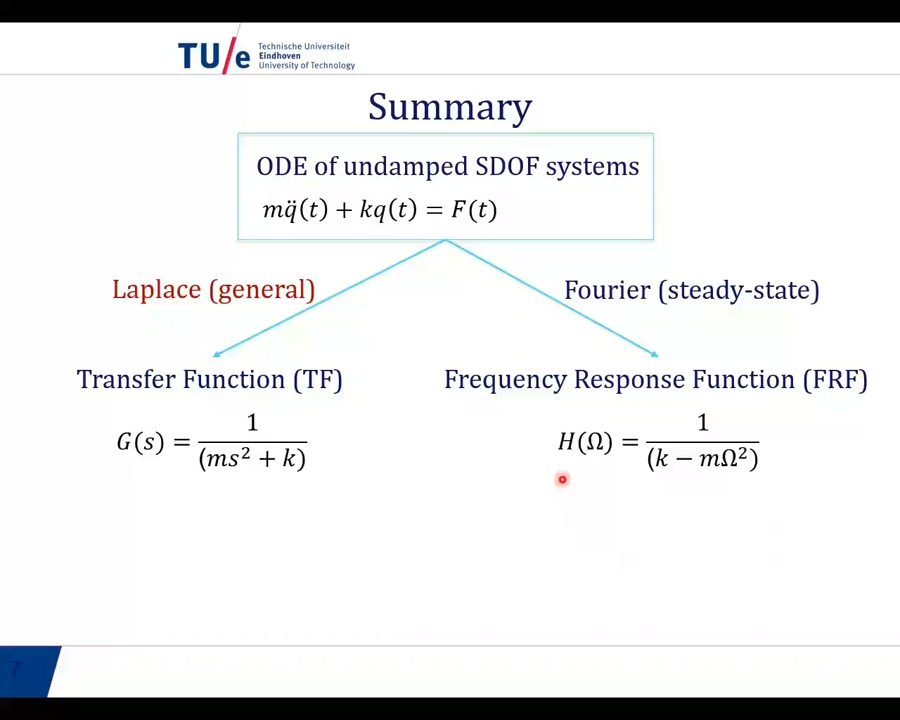 TU/e Technische Universiteit
Eindhoven
University of Technology
Summary
ODE of undamped SDOF systems
mq̈(t) + kq(t) = F(t)
Laplace (general)
Fourier (steady-state)
Transfer Function (TF)
Frequency Response Function (FRF)
G(s) = 1 / (ms² + k)
H(Ω) = 1 / (k − mΩ²)
7